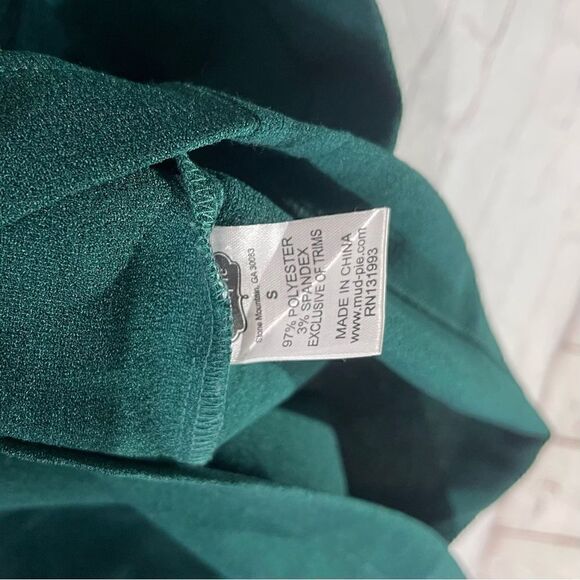 Stone Mountain, GA 30083
S
97% POLYESTER
3% SPANDEX
EXCLUSIVE OF TRIMS
MADE IN CHINA
www.mud-pie.com
RN131993